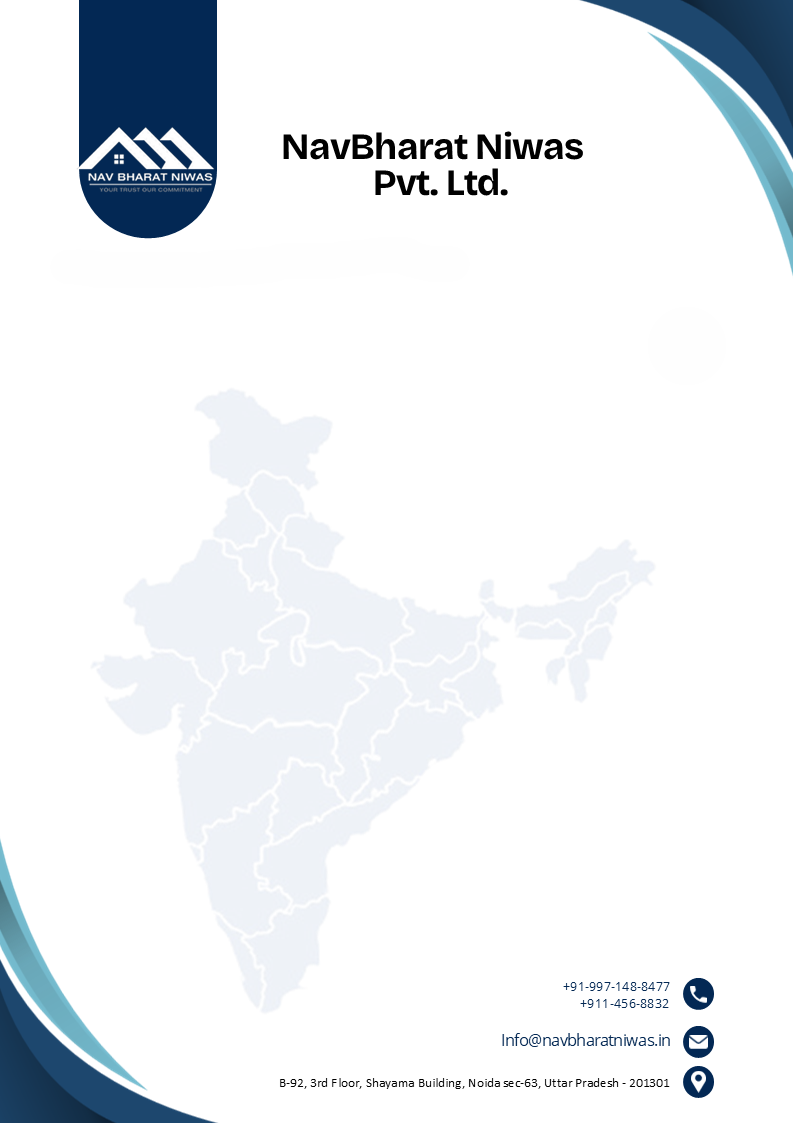 NavBharat Niwas
Pvt. Ltd.
NAV BHARAT NIWAS
YOUR TRUST OUR COMMITMENT
+91-997-148-8477
+911-456-8832
Info@navbharatniwas.in
B-92, 3rd Floor, Shayama Building, Noida sec-63, Uttar Pradesh - 201301